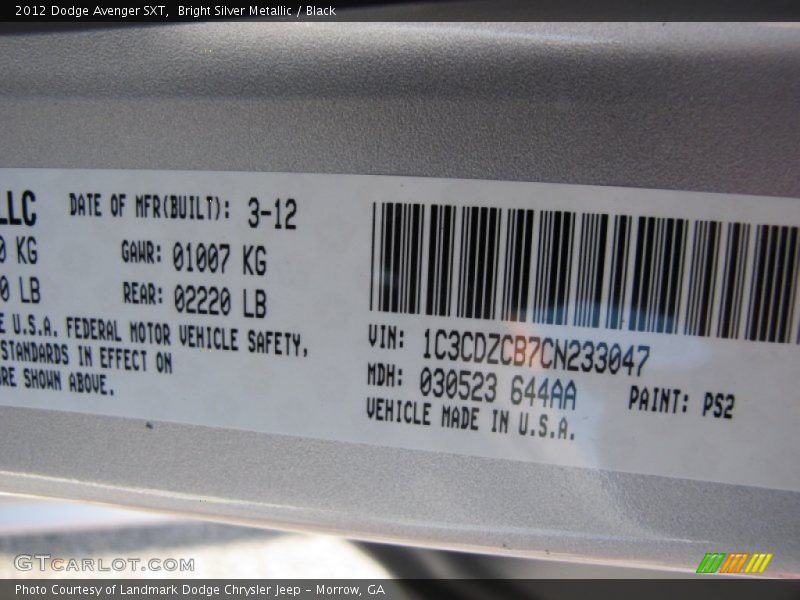 2012 Dodge Avenger SXT, Bright Silver Metallic / Black
LLC DATE OF MFR(BUILT): 3-12
0 KG GAWR: 01007 KG
0 LB REAR: 02220 LB
E U.S.A. FEDERAL MOTOR VEHICLE SAFETY,
STANDARDS IN EFFECT ON
RE SHOWN ABOVE.
VIN: 1C3CDZCB7CN233047
MDH: 030523 644AA PAINT: PS2
VEHICLE MADE IN U.S.A.
GTCARLOT.COM
Photo Courtesy of Landmark Dodge Chrysler Jeep - Morrow, GA